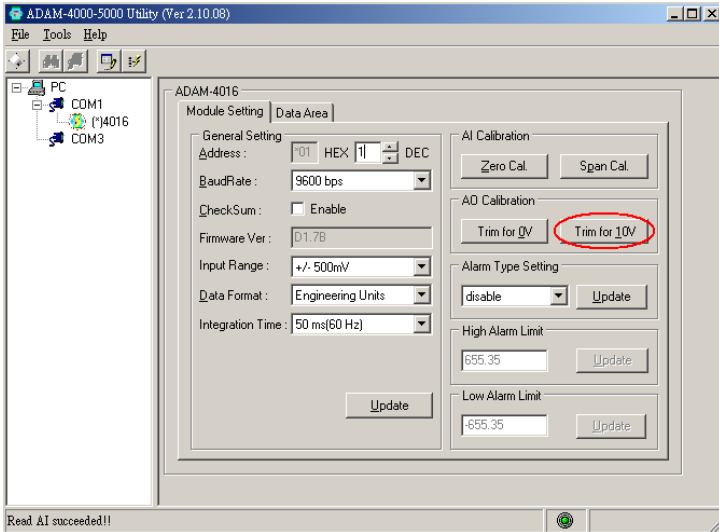 ADAM-4000-5000 Utility (Ver 2.10.08)
File Tools Help
PC
COM1
(*)4016
COM3
ADAM-4016
Module Setting
Data Area
General Setting
Address : *01 HEX 1 DEC
BaudRate : 9600 bps
CheckSum : Enable
Firmware Ver : D1.7B
Input Range : +/- 500mV
Data Format : Engineering Units
Integration Time : 50 ms(60 Hz)
Update
AI Calibration
Zero Cal. Span Cal.
AO Calibration
Trim for 0V Trim for 10V
Alarm Type Setting
disable Update
High Alarm Limit
655.35 Update
Low Alarm Limit
-655.35 Update
Read AI succeeded!!